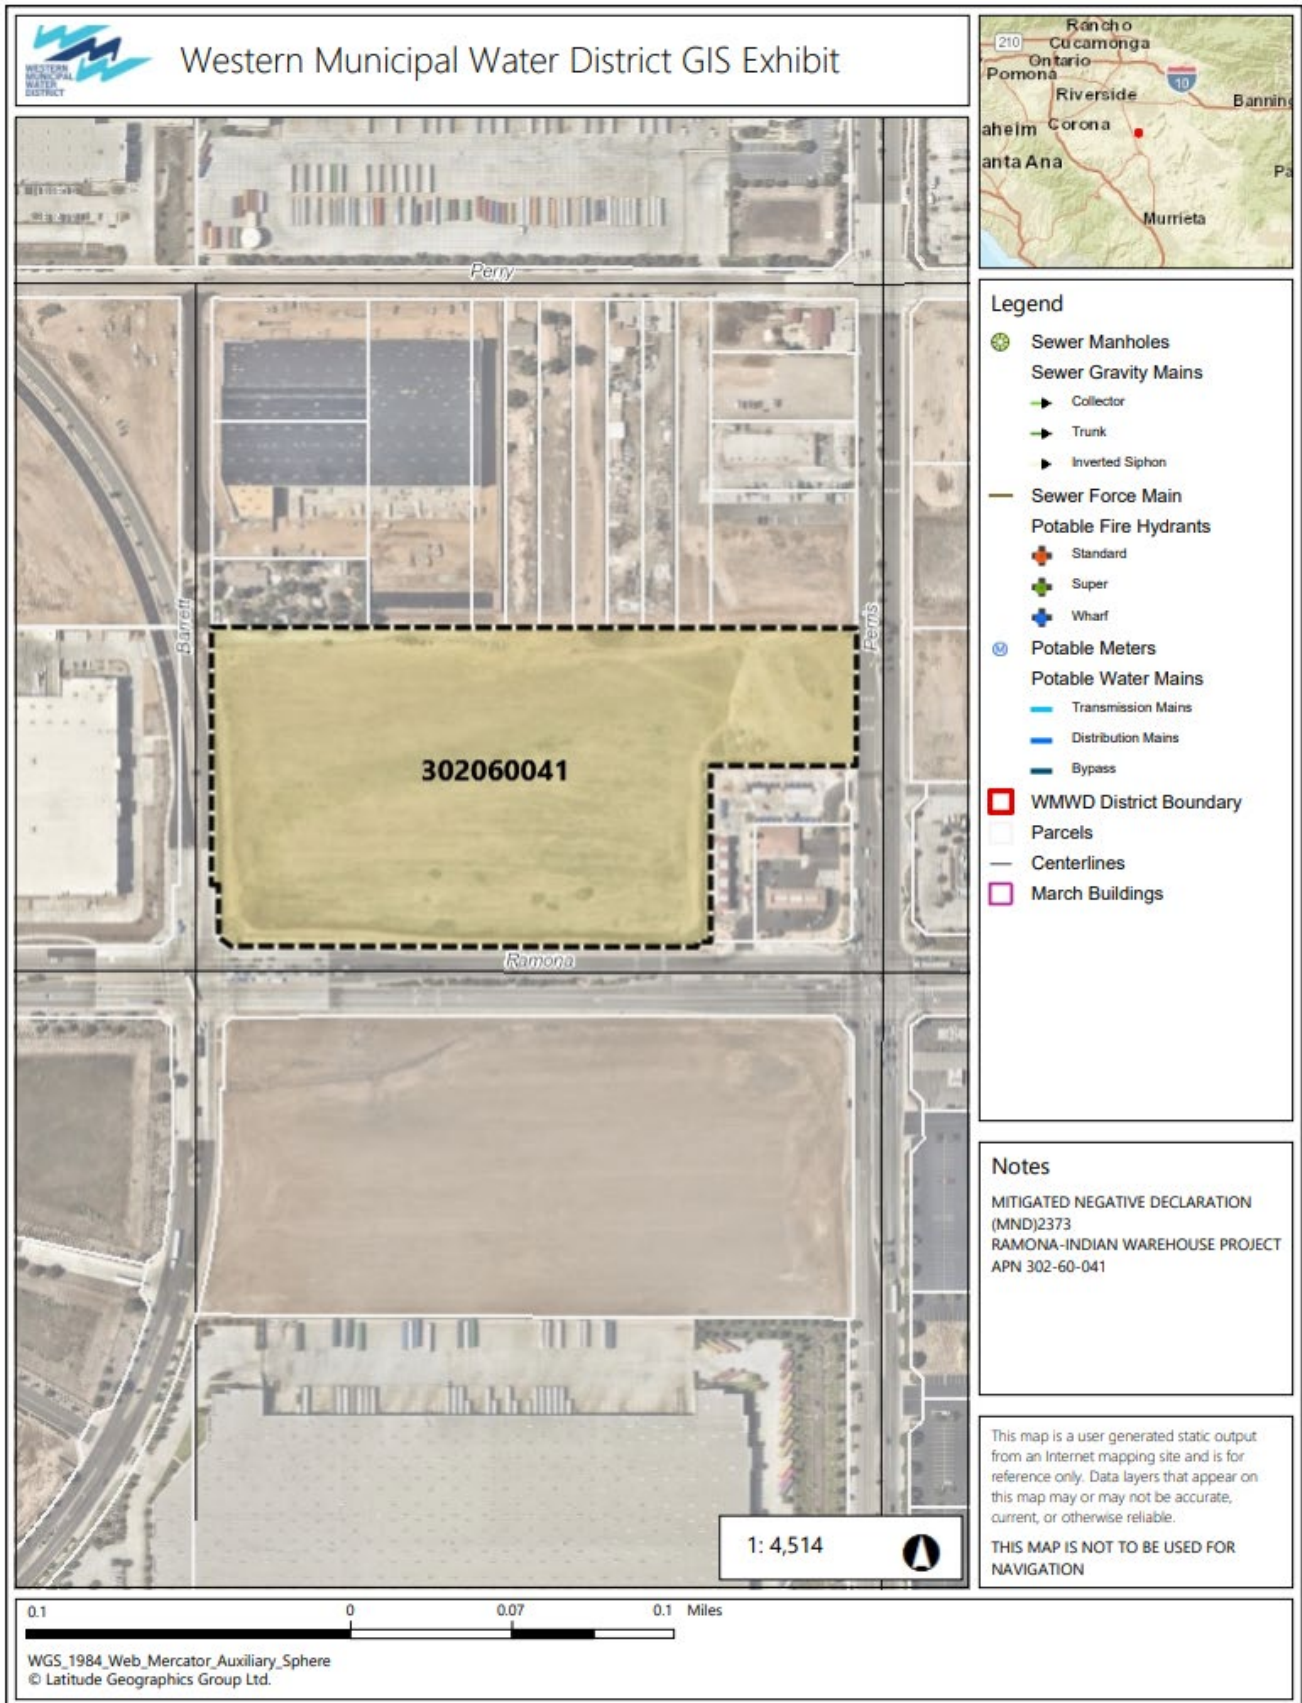 WESTERN
MUNICIPAL
WATER
DISTRICT
Western Municipal Water District GIS Exhibit
210
Rancho
Cucamonga
Ontario
Pomona
10
Riverside
Banning
aheim
Corona
anta Ana
Pa
Murrieta
Perry
Barrett
Perris
302060041
Ramona
1: 4,514
Legend
Sewer Manholes
Sewer Gravity Mains
Collector
Trunk
Inverted Siphon
Sewer Force Main
Potable Fire Hydrants
Standard
Super
Wharf
M
Potable Meters
Potable Water Mains
Transmission Mains
Distribution Mains
Bypass
WMWD District Boundary
Parcels
Centerlines
March Buildings
Notes
MITIGATED NEGATIVE DECLARATION
(MND)2373
RAMONA-INDIAN WAREHOUSE PROJECT
APN 302-60-041
This map is a user generated static output
from an Internet mapping site and is for
reference only. Data layers that appear on
this map may or may not be accurate,
current, or otherwise reliable.
THIS MAP IS NOT TO BE USED FOR
NAVIGATION
0.1 0 0.07 0.1 Miles
WGS_1984_Web_Mercator_Auxiliary_Sphere
© Latitude Geographics Group Ltd.